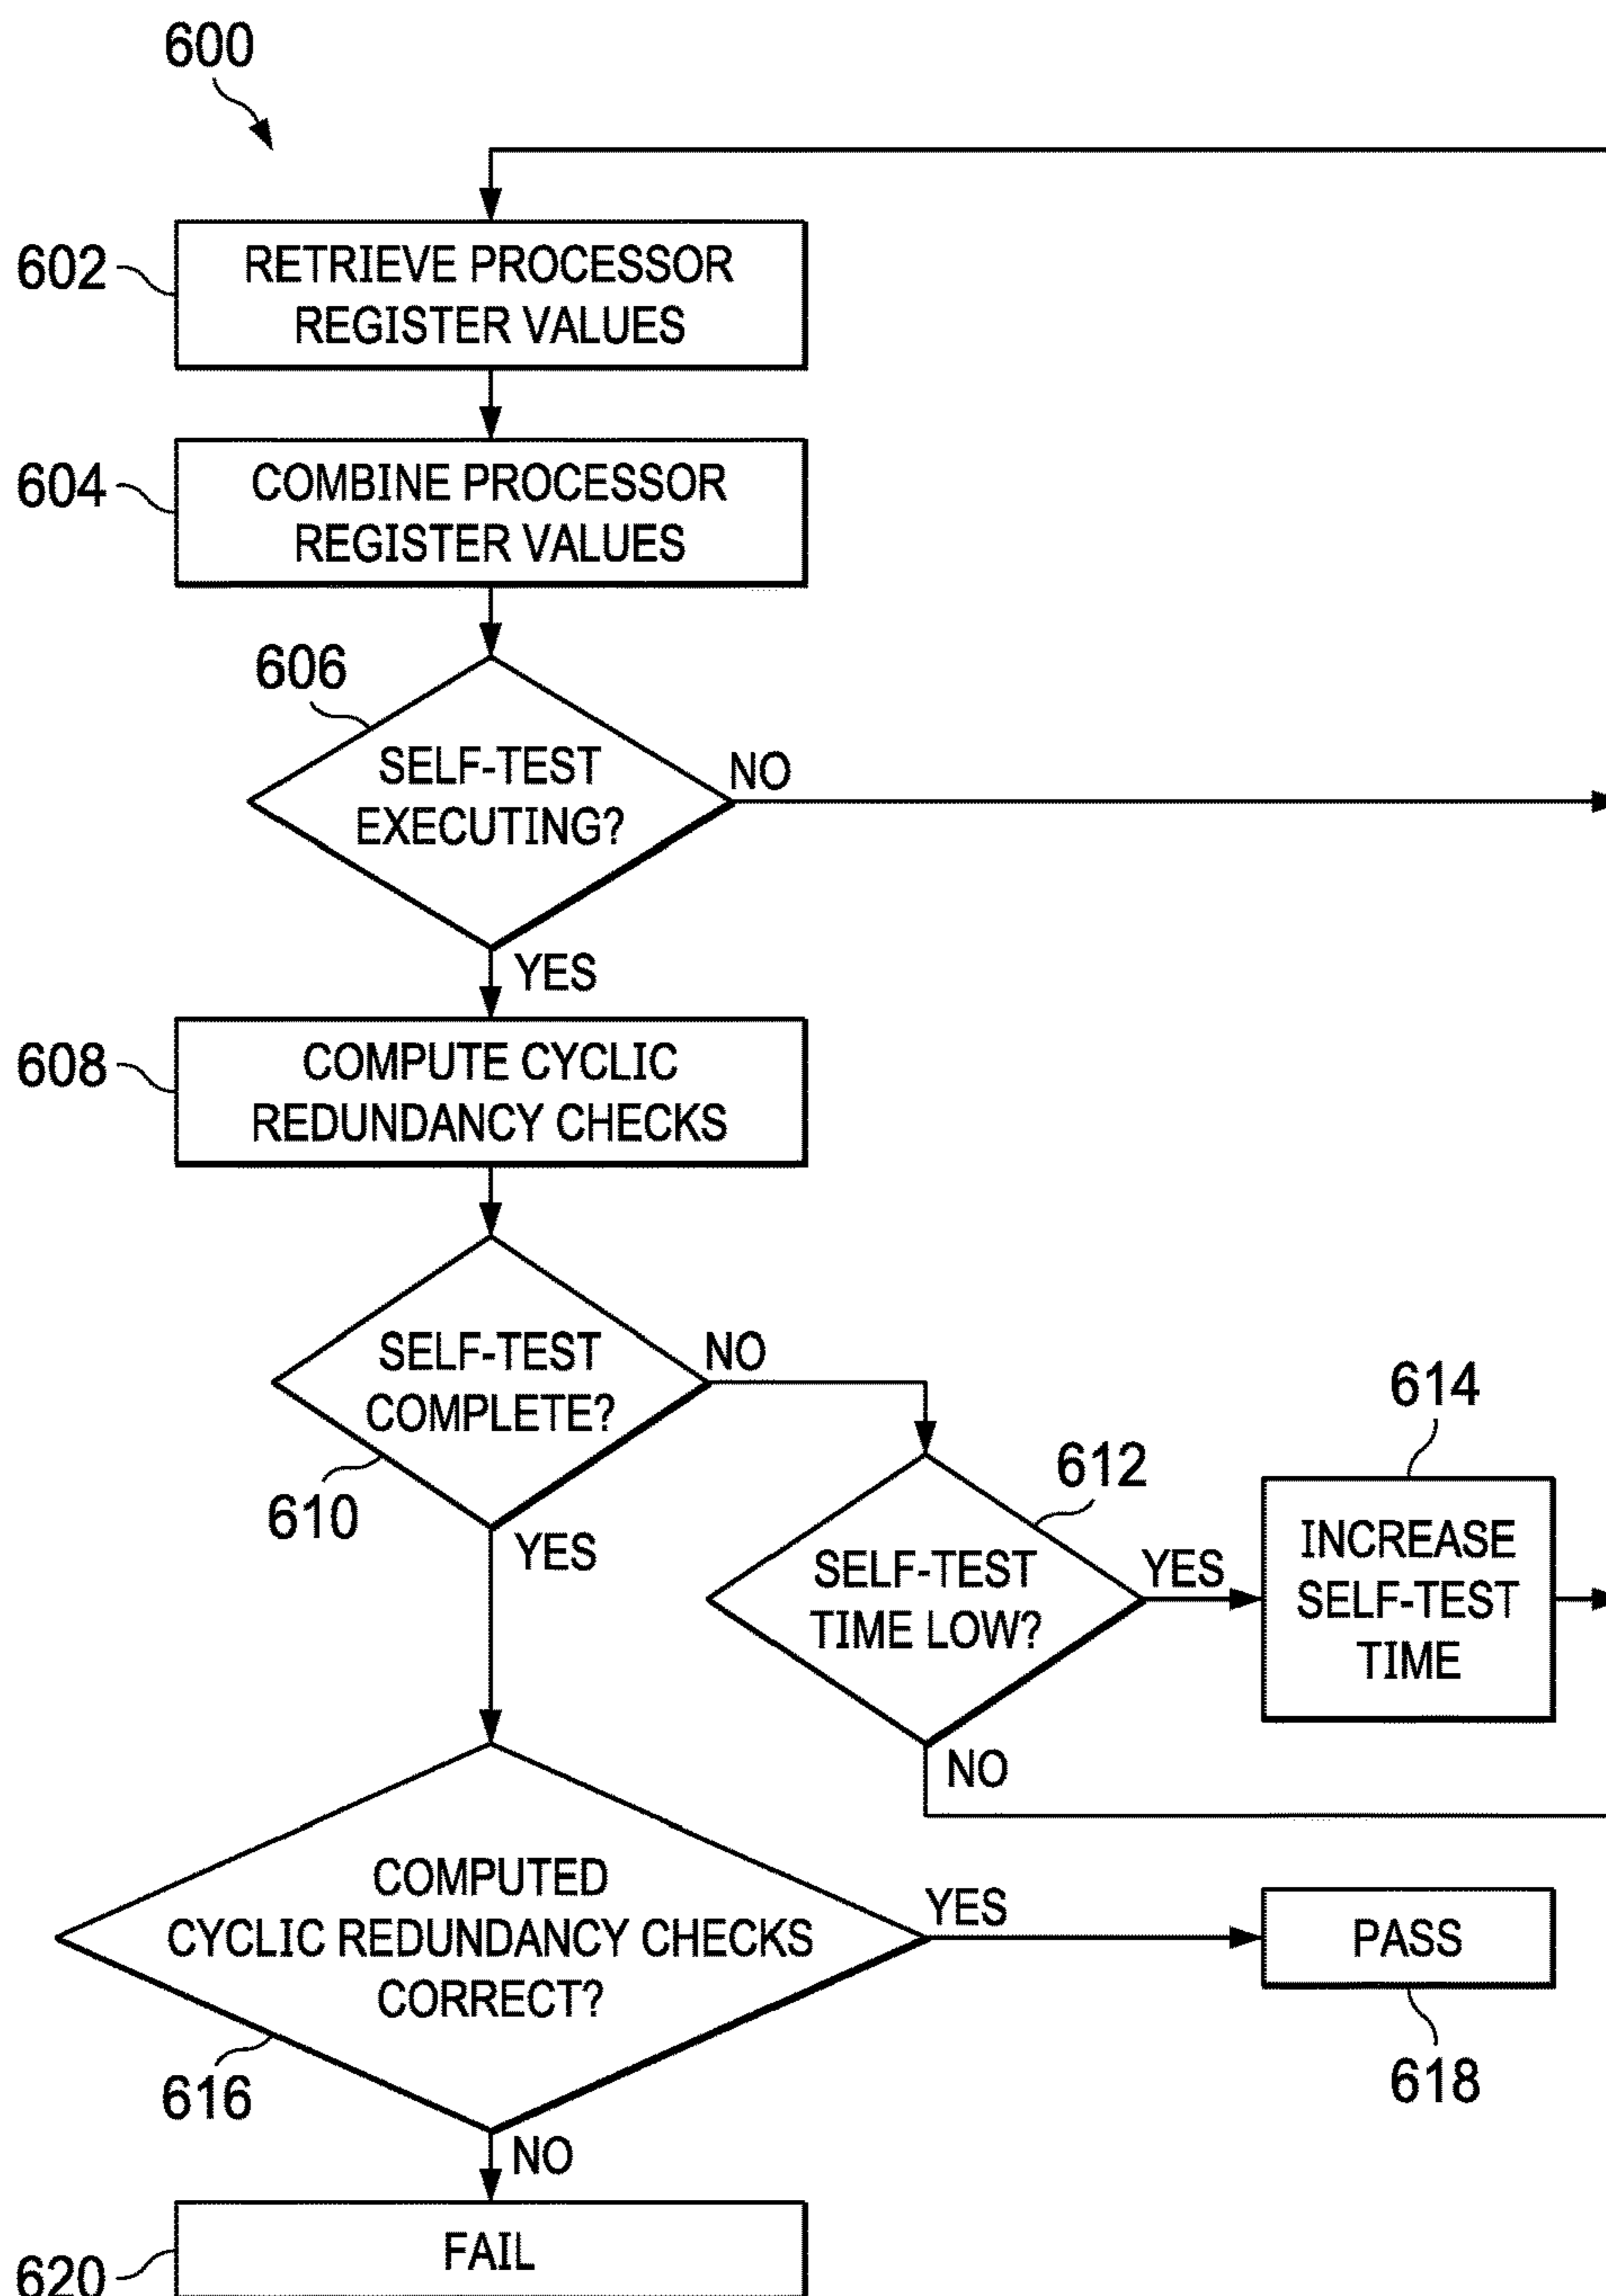 600
602
RETRIEVE PROCESSOR
REGISTER VALUES
604
COMBINE PROCESSOR
REGISTER VALUES
606
SELF-TEST
EXECUTING?
NO
YES
608
COMPUTE CYCLIC
REDUNDANCY CHECKS
SELF-TEST
COMPLETE?
NO
610
YES
612
SELF-TEST
TIME LOW?
YES
NO
614
INCREASE
SELF-TEST
TIME
COMPUTED
CYCLIC REDUNDANCY CHECKS
CORRECT?
YES
616
PASS
618
NO
FAIL
620